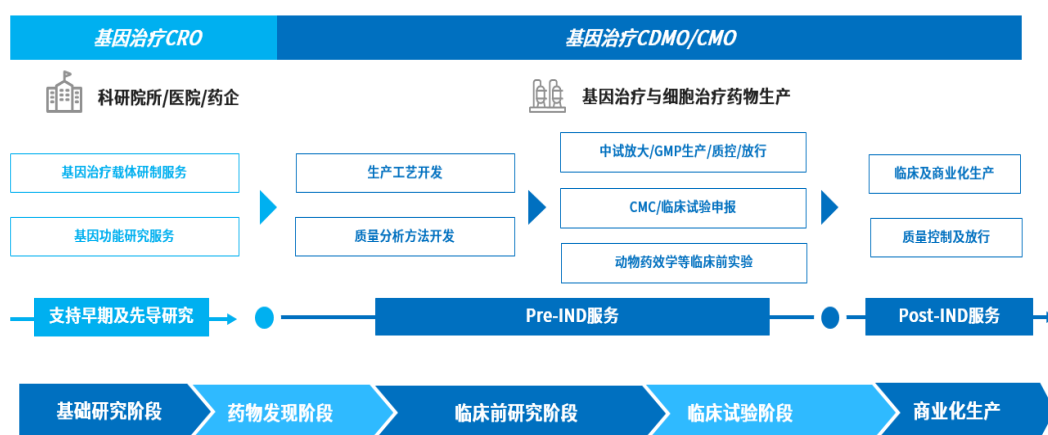 基因治疗CRO
基因治疗CDMO/CMO
科研院所/医院/药企
基因治疗与细胞治疗药物生产
基因治疗载体研制服务
基因功能研究服务
生产工艺开发
质量分析方法开发
中试放大/GMP生产/质控/放行
CMC/临床试验申报
动物药效学等临床前实验
临床及商业化生产
质量控制及放行
支持早期及先导研究
Pre-IND服务
Post-IND服务
基础研究阶段
药物发现阶段
临床前研究阶段
临床试验阶段
商业化生产